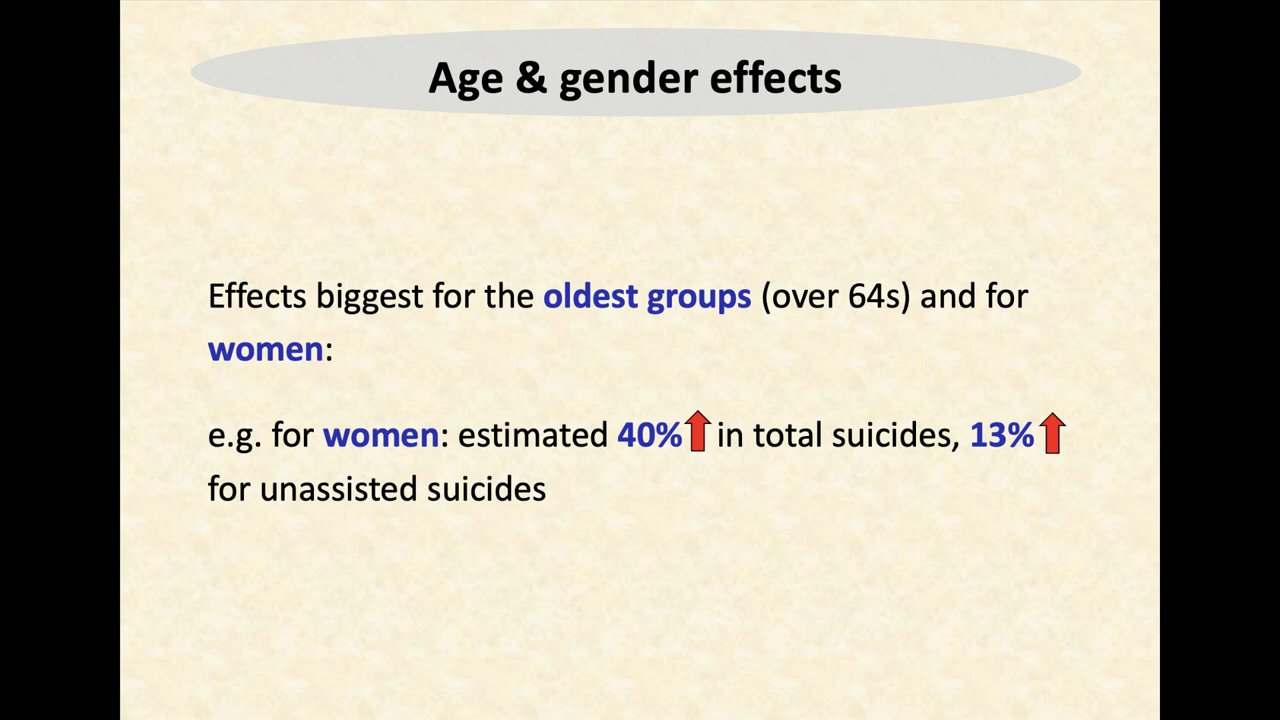 Age & gender effects
Effects biggest for the oldest groups (over 64s) and for
women:
e.g. for women: estimated 40% in total suicides, 13%
for unassisted suicides